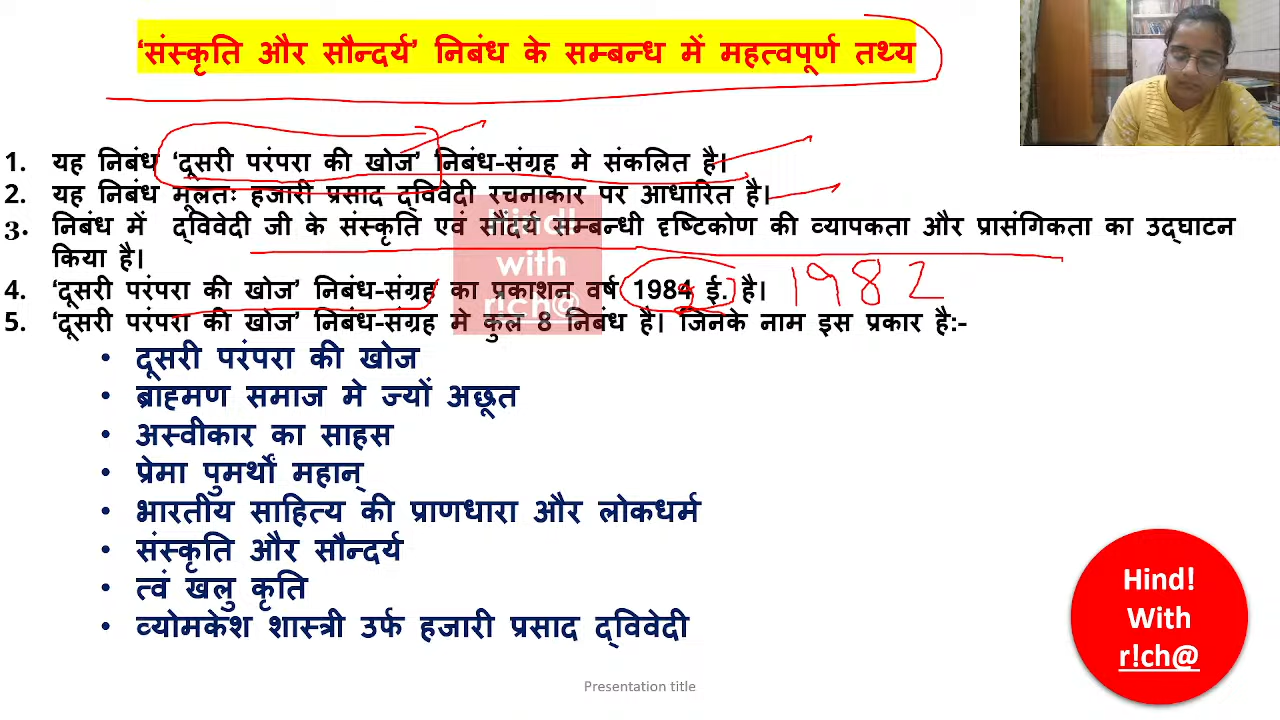 ‘संस्कृति और सौन्दर्य’ निबंध के सम्बन्ध में महत्वपूर्ण तथ्य
1. यह निबंध ‘दूसरी परंपरा की खोज’ निबंध-संग्रह मे संकलित है।
2. यह निबंध मूलतः हजारी प्रसाद द्विवेदी रचनाकार पर आधारित है।
3. निबंध में द्विवेदी जी के संस्कृति एवं सौंदर्य सम्बन्धी दृष्टिकोण की व्यापकता और प्रासंगिकता का उद्घाटन
किया है।
4. ‘दूसरी परंपरा की खोज’ निबंध-संग्रह का प्रकाशन वर्ष 1984 ई. है। 1982
5. ‘दूसरी परंपरा की खोज’ निबंध-संग्रह मे कुल 8 निबंध है। जिनके नाम इस प्रकार है:-
• दूसरी परंपरा की खोज
• ब्राह्मण समाज मे ज्यों अछूत
• अस्वीकार का साहस
• प्रेमा पुमर्थों महान्
• भारतीय साहित्य की प्राणधारा और लोकधर्म
• संस्कृति और सौन्दर्य
• त्वं खलु कृति
• व्योमकेश शास्त्री उर्फ हजारी प्रसाद द्विवेदी
Hind!
with
r!ch@
Hind!
With
r!ch@
Presentation title